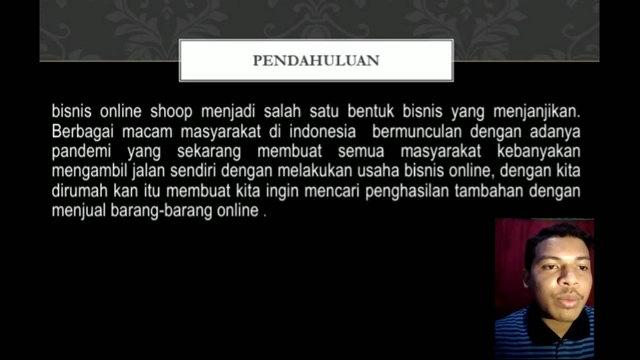 PENDAHULUAN
bisnis online shoop menjadi salah satu bentuk bisnis yang menjanjikan.
Berbagai macam masyarakat di indonesia bermunculan dengan adanya
pandemi yang sekarang membuat semua masyarakat kebanyakan
mengambil jalan sendiri dengan melakukan usaha bisnis online, dengan kita
dirumah kan itu membuat kita ingin mencari penghasilan tambahan dengan
menjual barang-barang online .